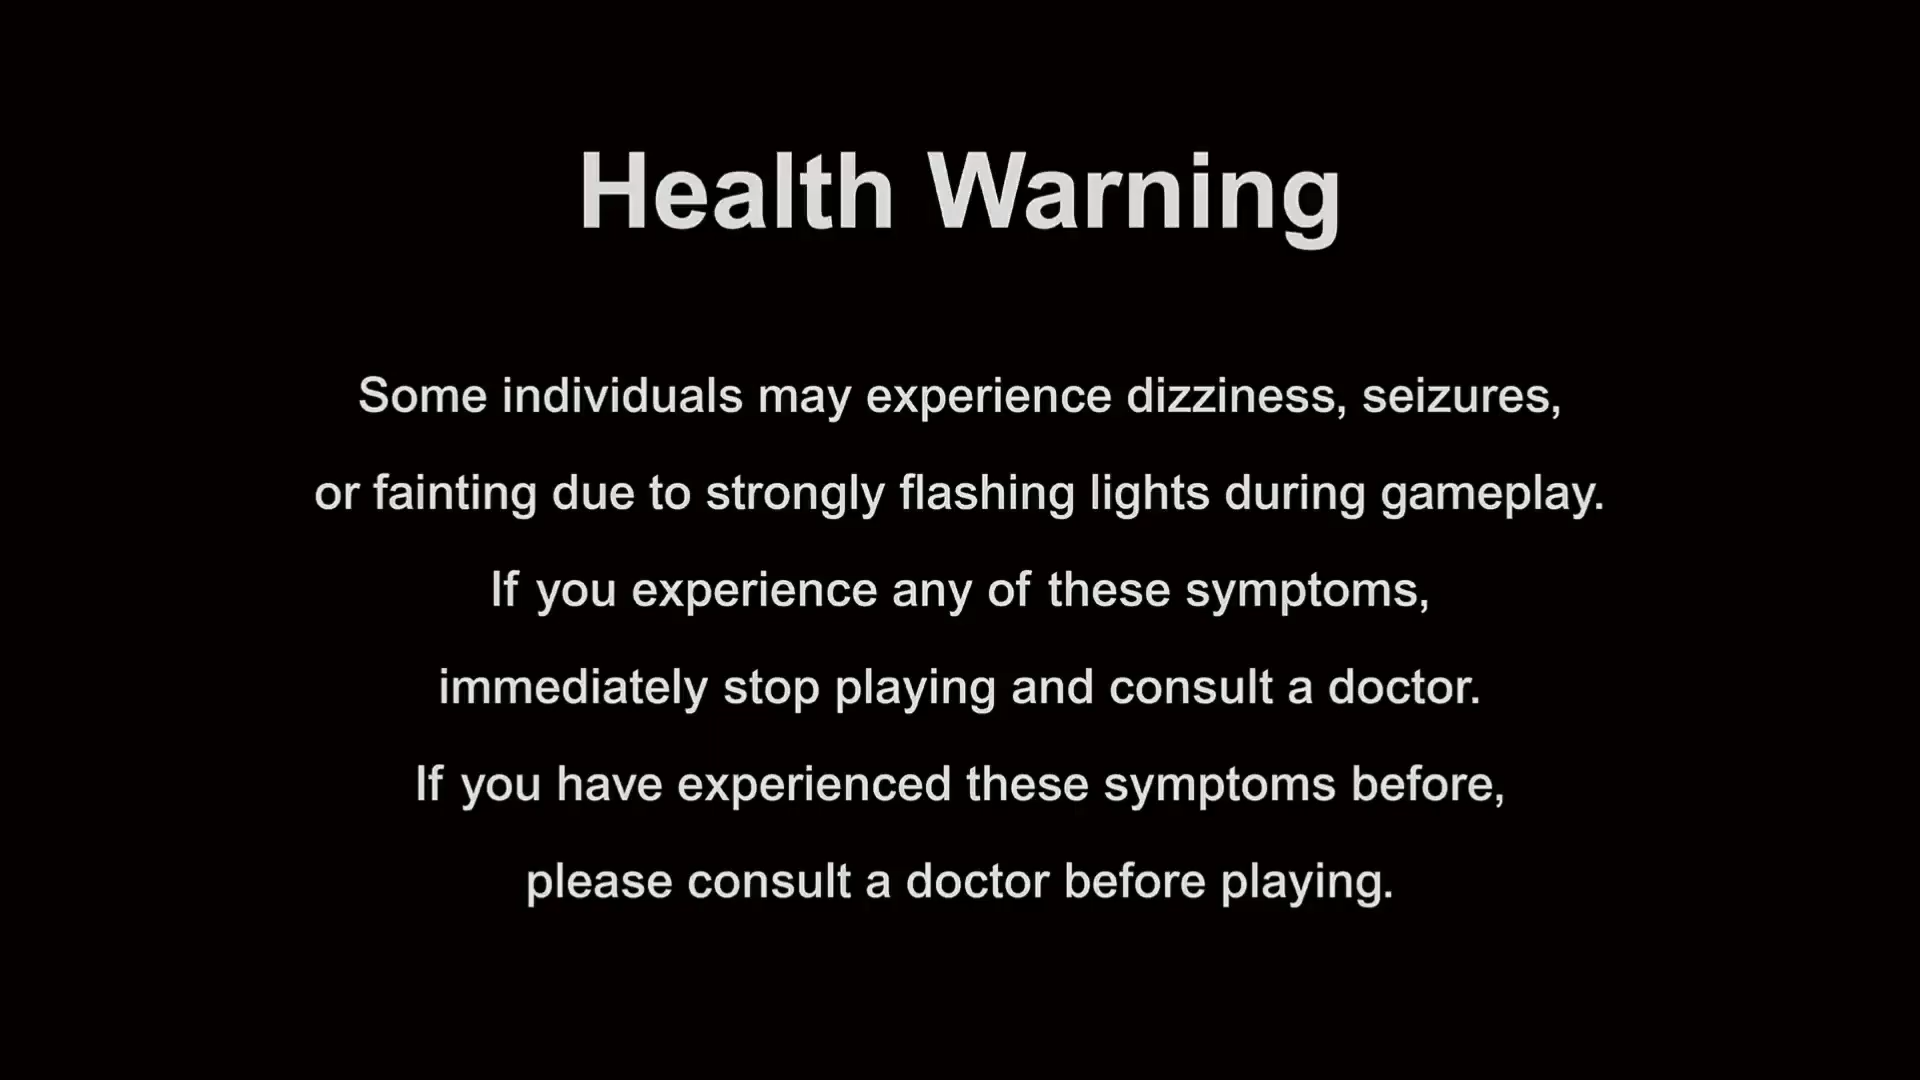 Health Warning
Some individuals may experience dizziness, seizures,
or fainting due to strongly flashing lights during gameplay.
If you experience any of these symptoms,
immediately stop playing and consult a doctor.
If you have experienced these symptoms before,
please consult a doctor before playing.